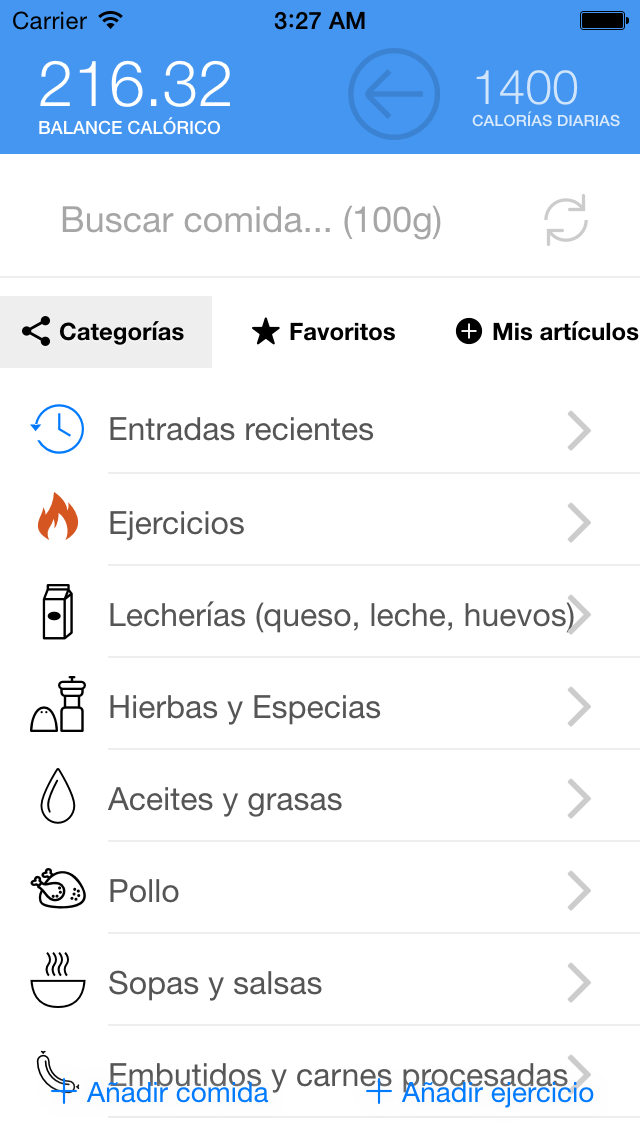 Carrier 3:27 AM
216.32 1400
BALANCE CALÓRICO CALORÍAS DIARIAS
Buscar comida... (100g)
Categorías Favoritos Mis artículos
Entradas recientes
Ejercicios
Lecherías (queso, leche, huevos)
Hierbas y Especias
Aceites y grasas
Pollo
Sopas y salsas
Embutidos y carnes procesadas
Añadir comida Añadir ejercicio